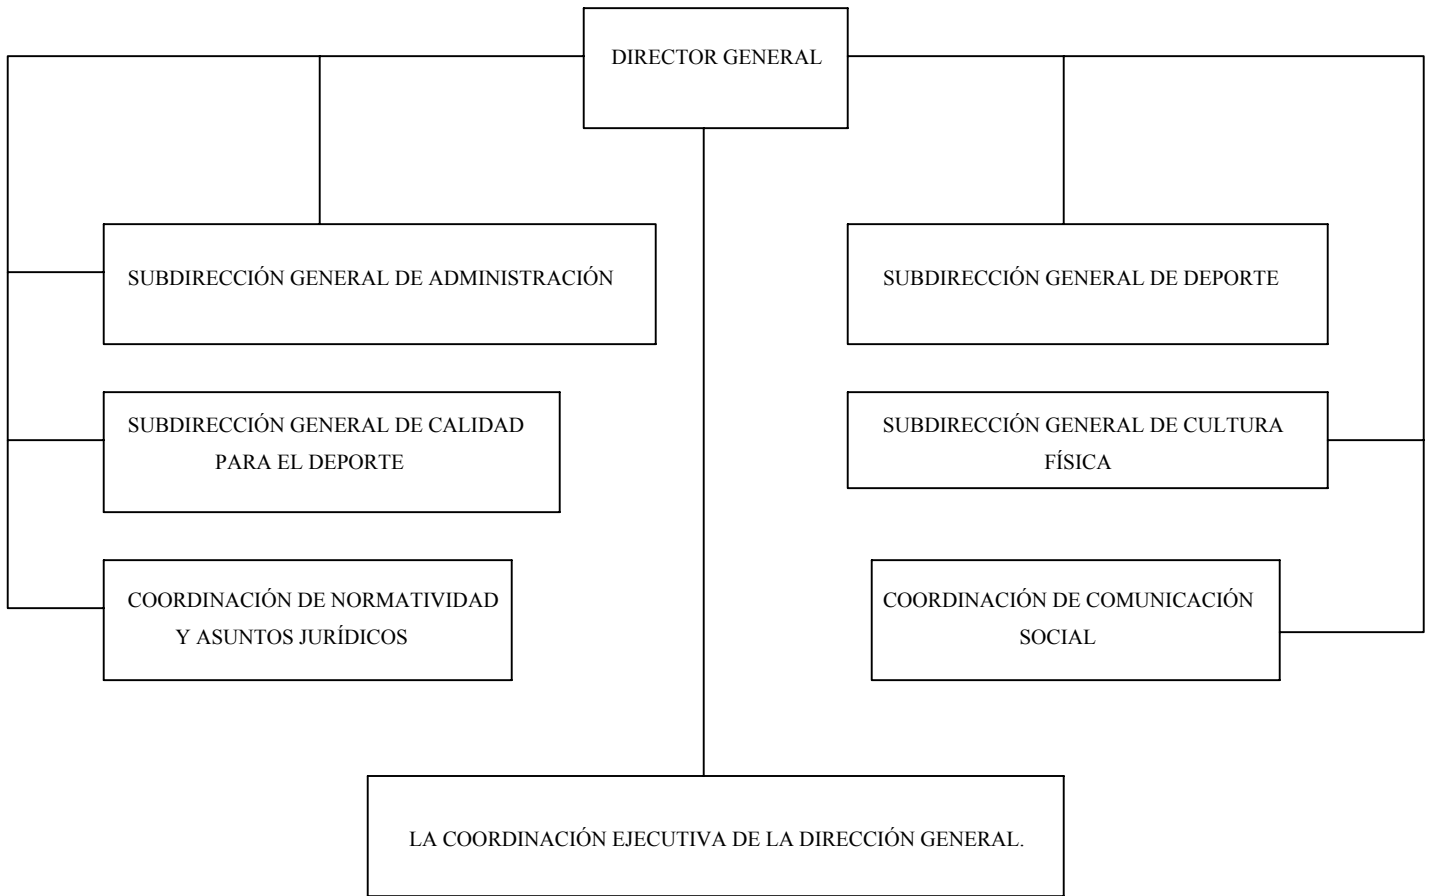 DIRECTOR GENERAL
SUBDIRECCIÓN GENERAL DE ADMINISTRACIÓN
SUBDIRECCIÓN GENERAL DE DEPORTE
SUBDIRECCIÓN GENERAL DE CALIDAD
PARA EL DEPORTE
SUBDIRECCIÓN GENERAL DE CULTURA
FÍSICA
COORDINACIÓN DE NORMATIVIDAD
Y ASUNTOS JURÍDICOS
COORDINACIÓN DE COMUNICACIÓN
SOCIAL
LA COORDINACIÓN EJECUTIVA DE LA DIRECCIÓN GENERAL.